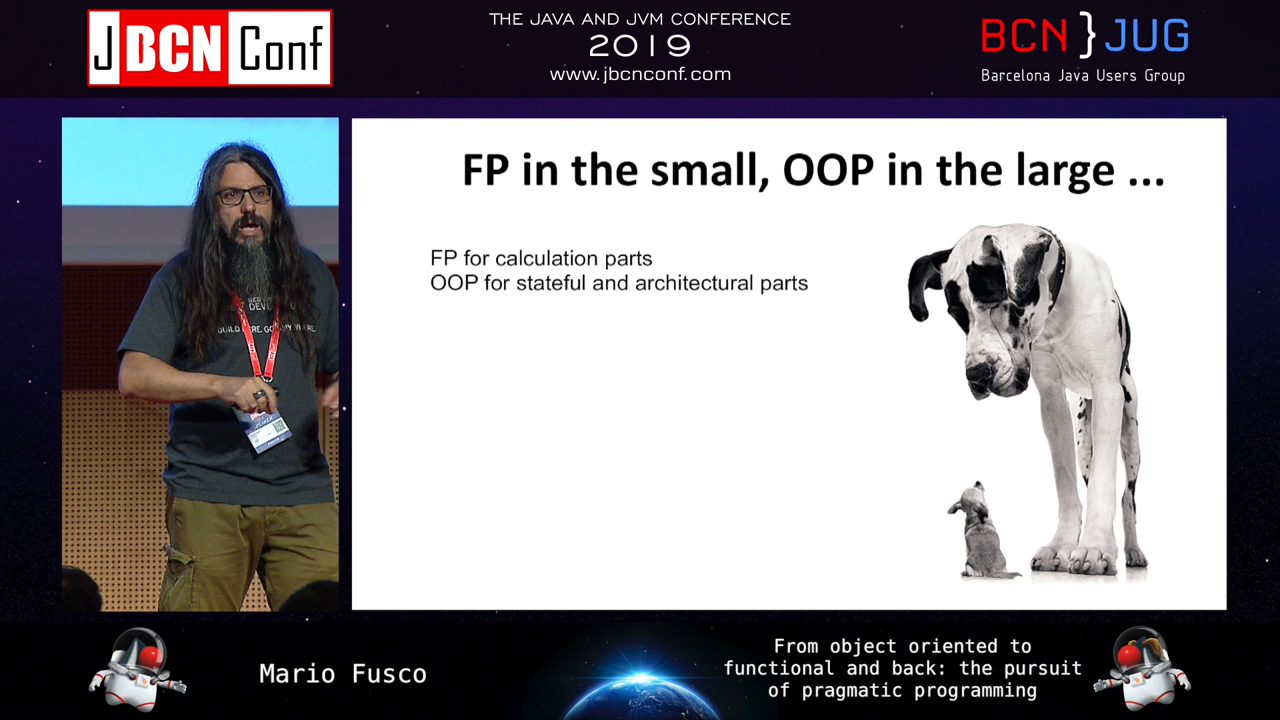 J BCN Conf
THE JAVA AND JVM CONFERENCE
2019
www.jbcnconf.com
BCN } JUG
Barcelona Java Users Group
FP in the small, OOP in the large ...
FP for calculation parts
OOP for stateful and architectural parts
Mario Fusco
From object oriented to
functional and back: the pursuit
of pragmatic programming